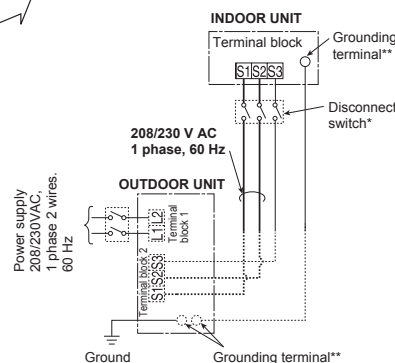 INDOOR UNIT
Terminal block
Grounding
terminal**
S1 S2 S3
Disconnect
switch*
208/230 V AC
1 phase, 60 Hz
OUTDOOR UNIT
Power supply
208/230VAC,
1 phase 2 wires.
60 Hz
L1 L2
Terminal
block 1
Terminal block 2
S1 S2 S3
Ground
Grounding terminal**